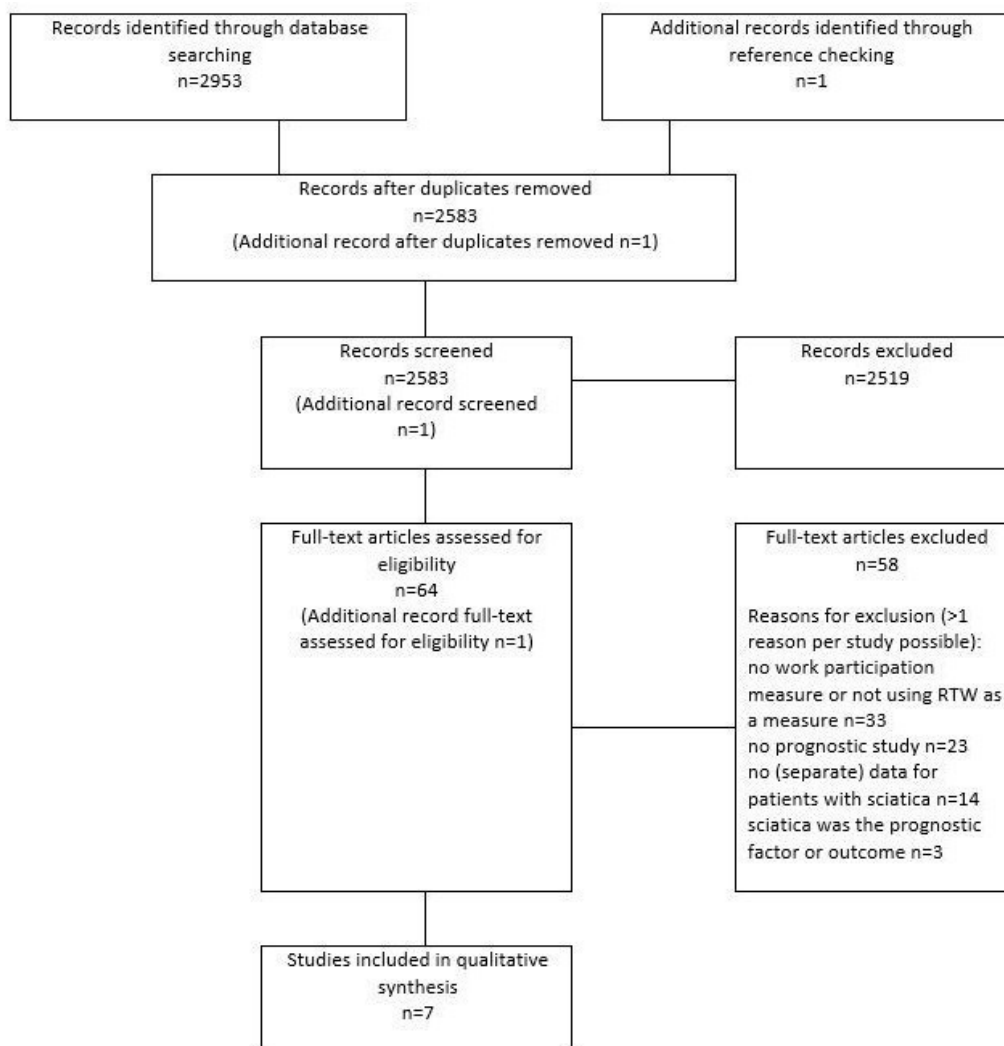 Records identified through database
searching
n=2953
Additional records identified through
reference checking
n=1
Records after duplicates removed
n=2583
(Additional record after duplicates removed n=1)
Records screened
n=2583
(Additional record screened
n=1)
Records excluded
n=2519
Full-text articles assessed for
eligibility
n=64
(Additional record full-text
assessed for eligibility n=1)
Full-text articles excluded
n=58
Reasons for exclusion (>1
reason per study possible):
no work participation
measure or not using RTW as
a measure n=33
no prognostic study n=23
no (separate) data for
patients with sciatica n=14
sciatica was the prognostic
factor or outcome n=3
Studies included in qualitative
synthesis
n=7